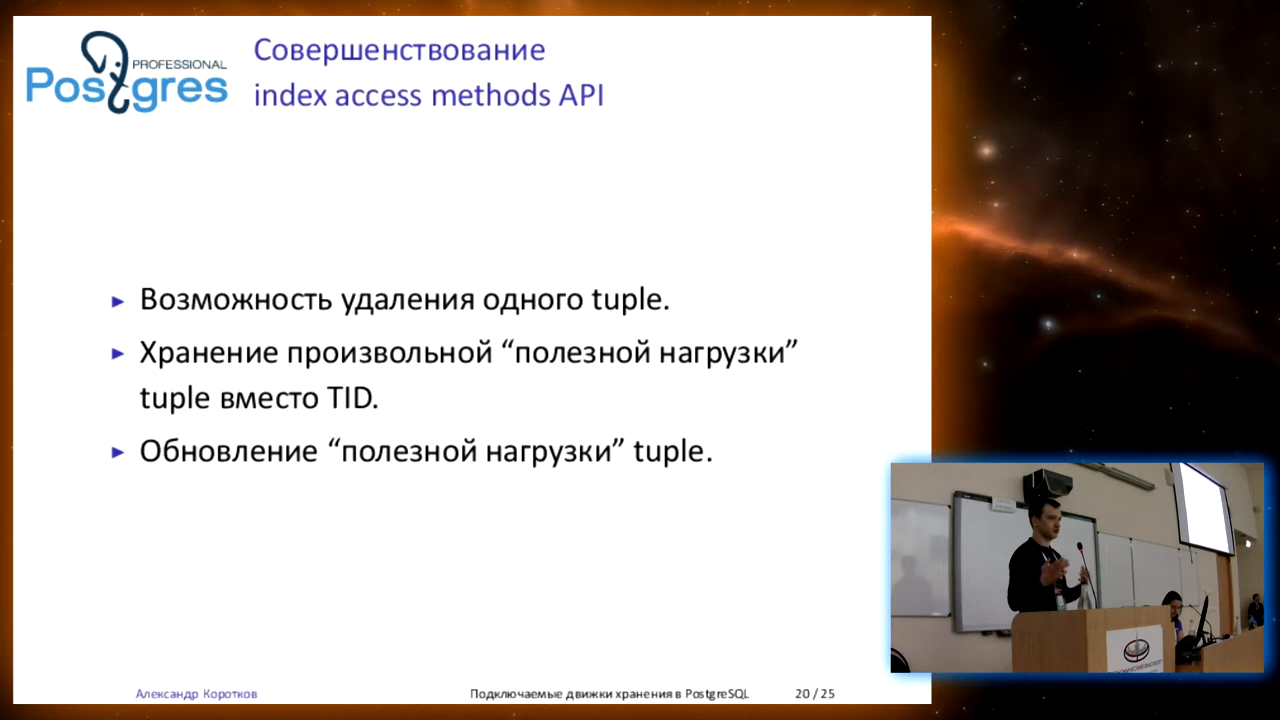 PROFESSIONAL
Postgres
Совершенствование
index access methods API
Возможность удаления одного tuple.
Хранение произвольной “полезной нагрузки”
tuple вместо TID.
Обновление “полезной нагрузки” tuple.
Александр Коротков
Подключаемые движки хранения в PostgreSQL
20 / 25